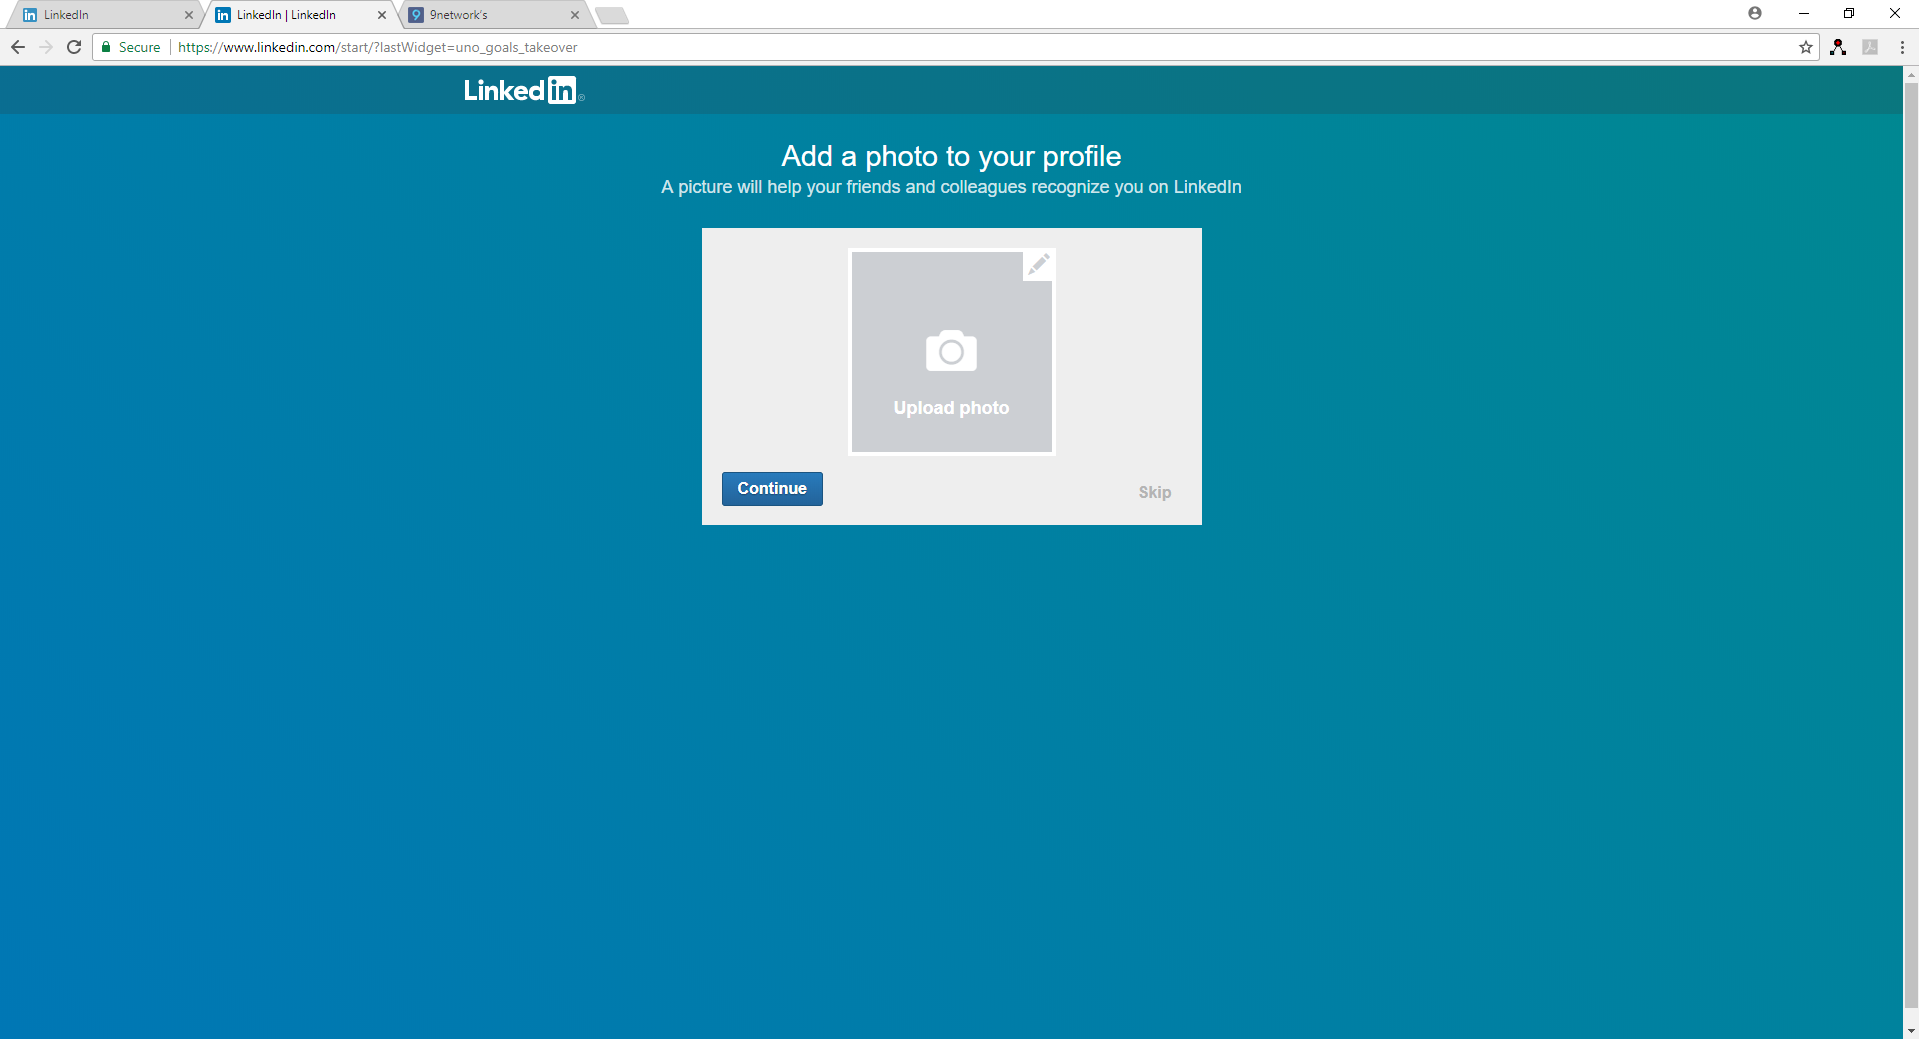 LinkedIn
LinkedIn | LinkedIn
9network's
Secure
https://www.linkedin.com/start/?lastWidget=uno_goals_takeover
Linked in ®
Add a photo to your profile
A picture will help your friends and colleagues recognize you on LinkedIn
Upload photo
Continue
Skip